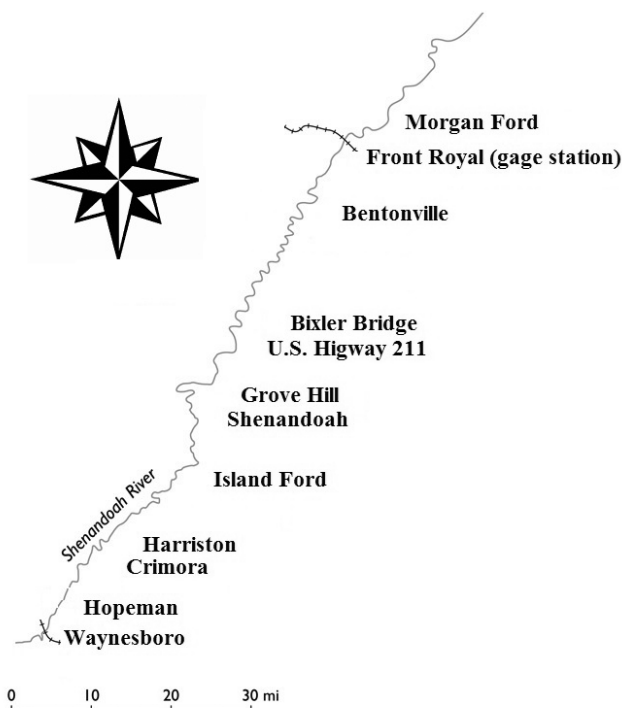 Morgan Ford
Front Royal (gage station)
Bentonville
Bixler Bridge
U.S. Higway 211
Grove Hill
Shenandoah
Island Ford
Shenandoah River
Harriston
Crimora
Hopeman
Waynesboro
0 10 20 30 mi